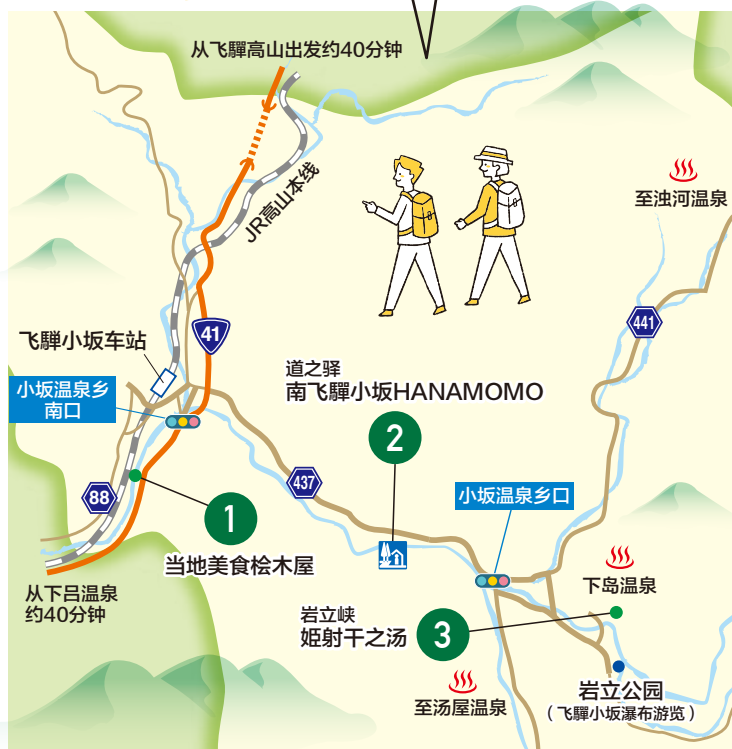 从飞驒高山出发约40分钟
JR高山本线
至浊河温泉
441
41
飞驒小坂车站
小坂温泉乡
南口
道之驿
南飞驒小坂HANAMOMO
2
437
88
1
当地美食桧木屋
小坂温泉乡口
从下吕温泉
约40分钟
下岛温泉
岩立峡
姫射干之汤
3
至汤屋温泉
岩立公园
（飞驒小坂瀑布游览）